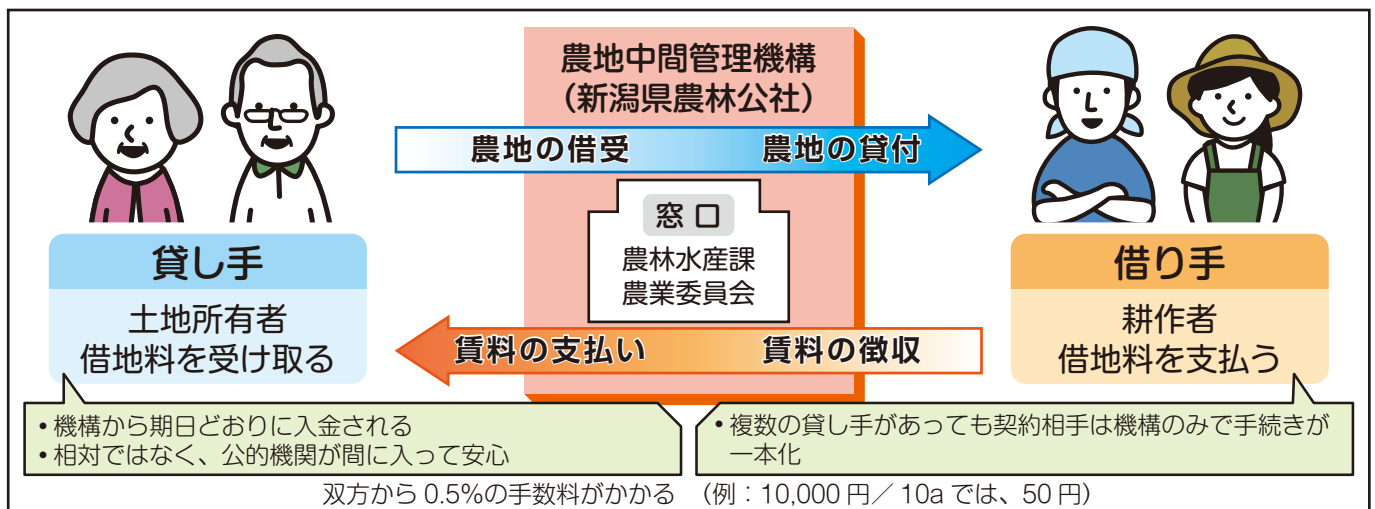 農地中間管理機構
（新潟県農林公社）
農地の借受
農地の貸付
窓口
農林水産課
農業委員会
貸し手
土地所有者
借地料を受け取る
借り手
耕作者
借地料を支払う
賃料の支払い
賃料の徴収
•機構から期日どおりに入金される
•相対ではなく、公的機関が間に入って安心
•複数の貸し手があっても契約相手は機構のみで手続きが
一本化
双方から0.5%の手数料がかかる （例：10,000円／10aでは、50円）